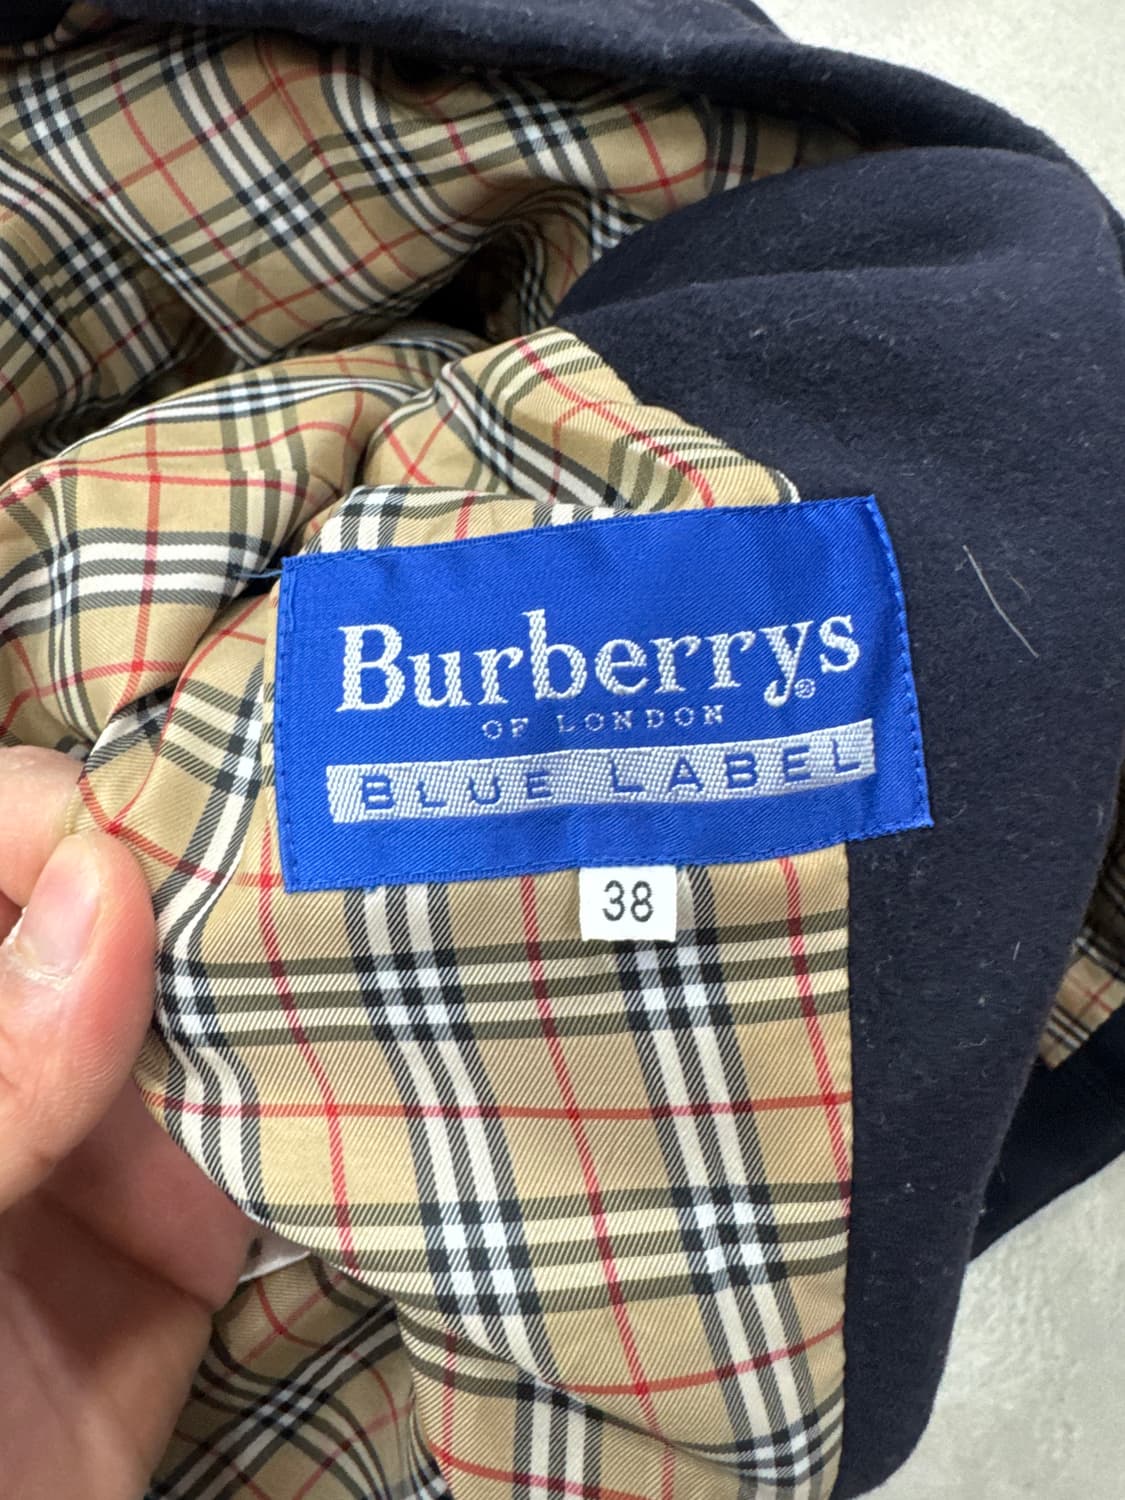 Burberrys®
OF LONDON
BLUE LABEL
38